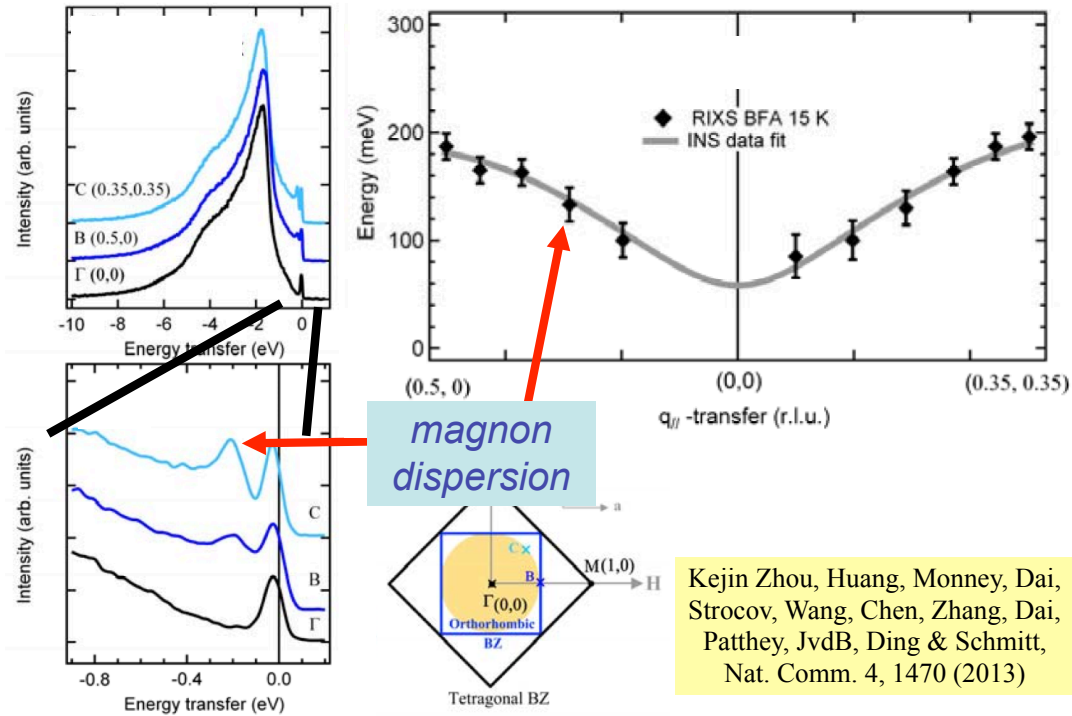 Intensity (arb. units)
C (0.35,0.35)
B (0.5,0)
Γ (0,0)
-10
-8
-6
-4
-2
0
Energy transfer (eV)
Energy (meV)
300
200
100
0
RIXS BFA 15 K
INS data fit
(0.5, 0)
(0,0)
(0.35, 0.35)
q// -transfer (r.l.u.)
magnon
dispersion
Intensity (arb. units)
C
B
Γ
-0.8
-0.4
0.0
Energy transfer (eV)
a
C
B
M(1,0)
H
Γ(0,0)
Orthorhombic
BZ
Tetragonal BZ
Kejin Zhou, Huang, Monney, Dai,
Strocov, Wang, Chen, Zhang, Dai,
Patthey, JvdB, Ding & Schmitt,
Nat. Comm. 4, 1470 (2013)